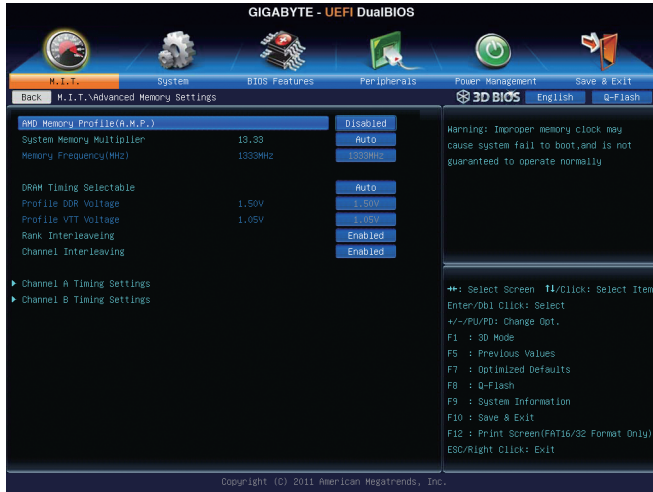 GIGABYTE - UEFI DualBIOS
M.I.T. System BIOS Features Peripherals Power Management Save & Exit
Back M.I.T.\Advanced Memory Settings 3D BIOS English Q-Flash
AMD Memory Profile(A.M.P.) Disabled
System Memory Multiplier 13.33 Auto
Memory Frequency(MHz) 1333MHz 1333MHz
DRAM Timing Selectable Auto
Profile DDR Voltage 1.50V 1.50V
Profile VTT Voltage 1.05V 1.05V
Rank Interleaveing Enabled
Channel Interleaving Enabled
Channel A Timing Settings
Channel B Timing Settings
Warning: Improper memory clock may
cause system fail to boot,and is not
guaranteed to operate normally
→←: Select Screen ↑↓/Click: Select Item
Enter/Dbl Click: Select
+/-/PU/PD: Change Opt.
F1 : 3D Mode
F5 : Previous Values
F7 : Optimized Defaults
F8 : Q-Flash
F9 : System Information
F10 : Save & Exit
F12 : Print Screen(FAT16/32 Format Only)
ESC/Right Click: Exit
Copyright (C) 2011 American Megatrends, Inc.